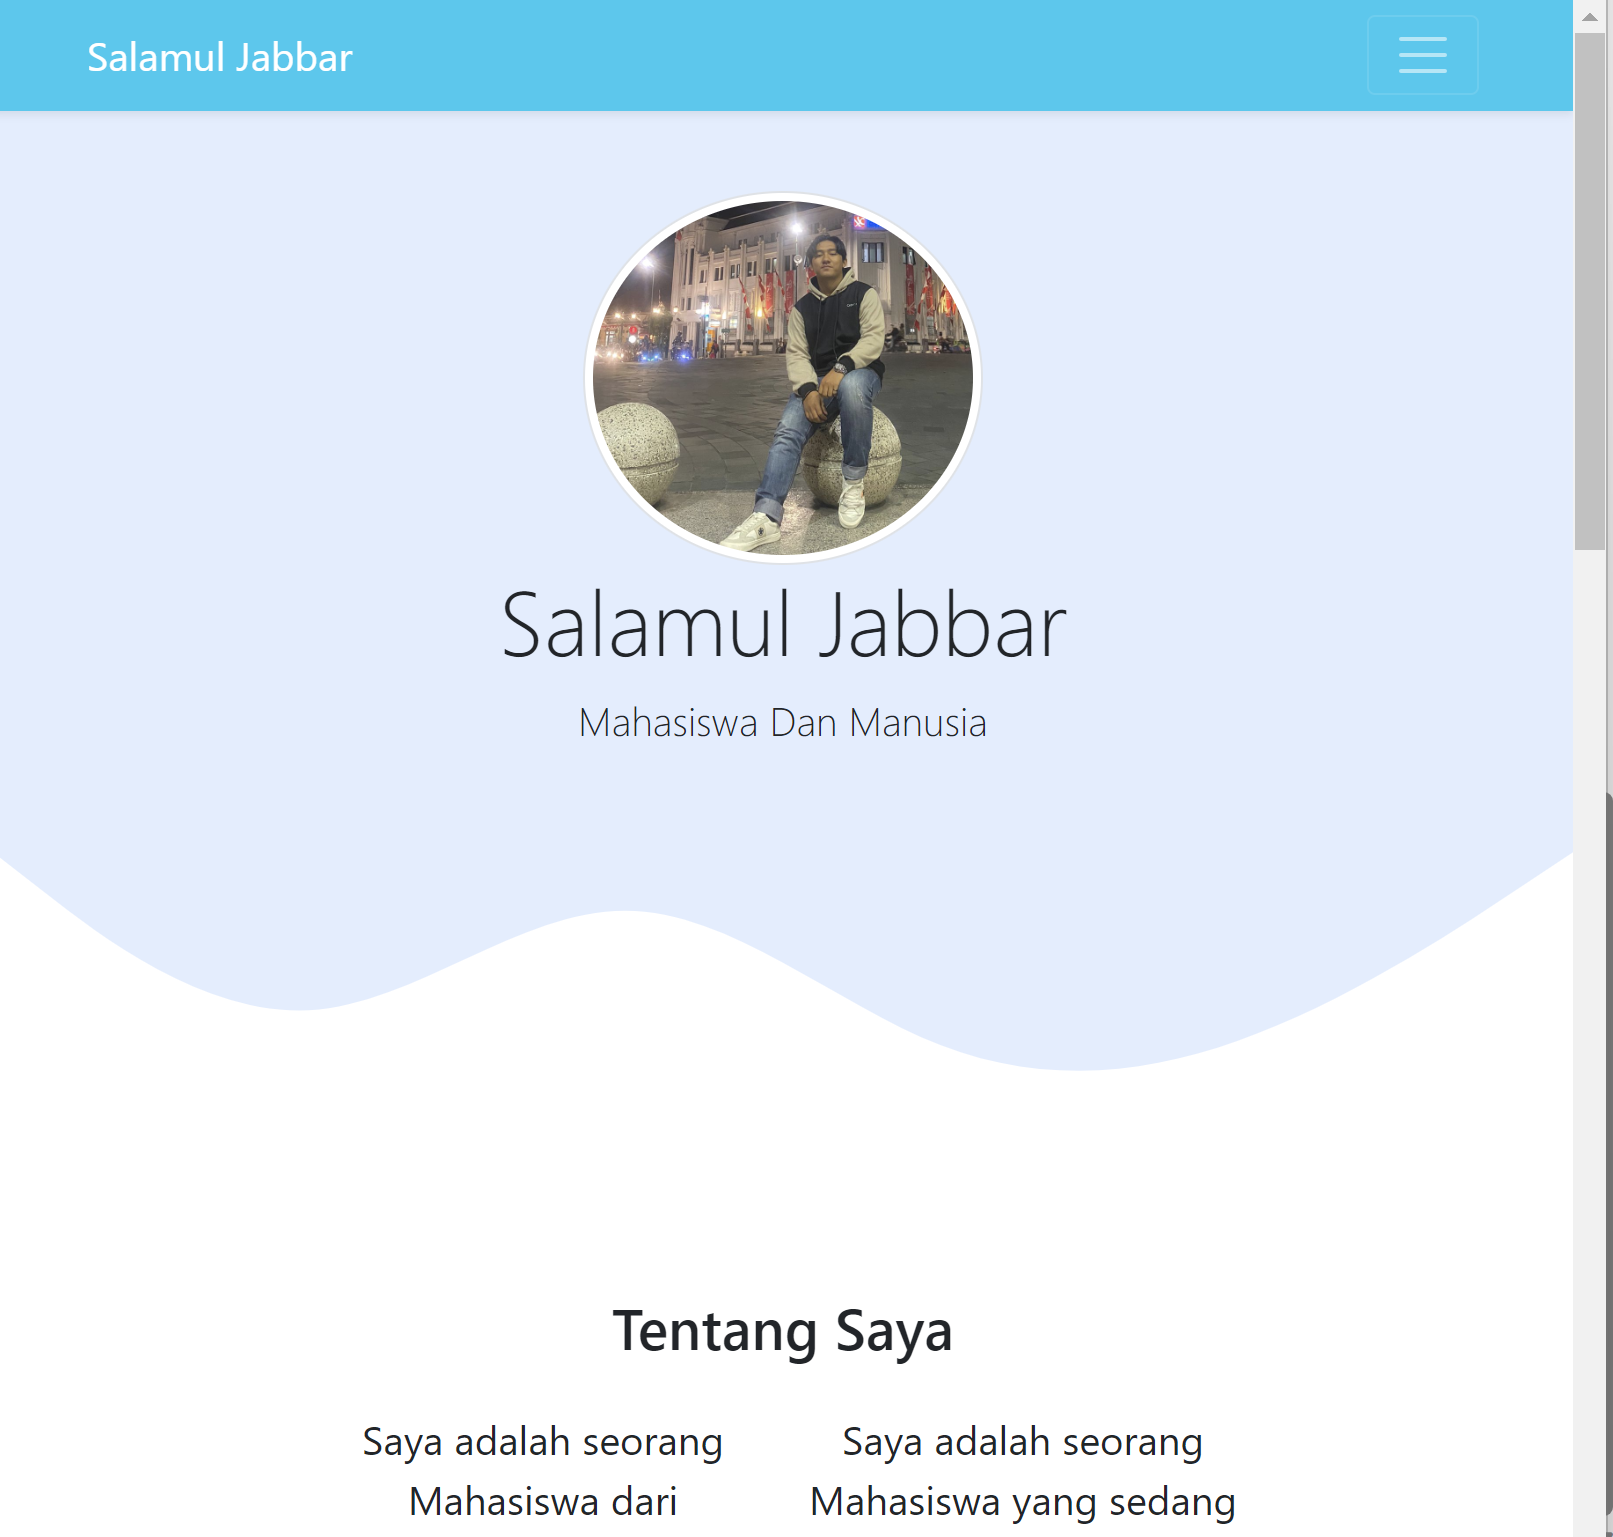 Salamul Jabbar
Salamul Jabbar
Mahasiswa Dan Manusia
Tentang Saya
Saya adalah seorang
Mahasiswa dari
Saya adalah seorang
Mahasiswa yang sedang